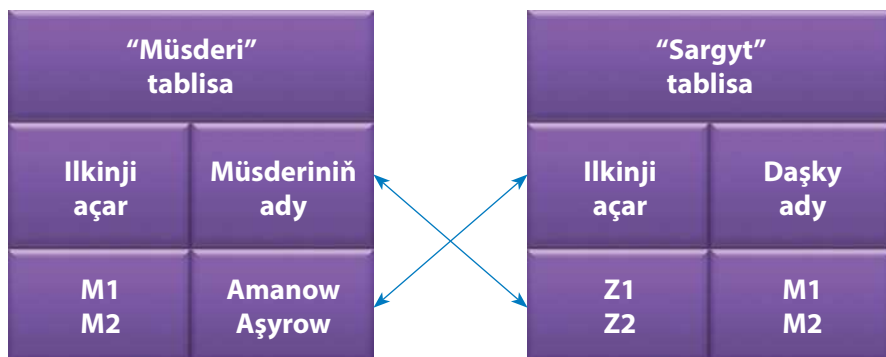 “Müsderi”
tablisa
Ilkinji
açar
Müsderiniň
ady
M1
M2
Amanow
Aşyrow
“Sargyt”
tablisa
Ilkinji
açar
Daşky
ady
Z1
Z2
M1
M2